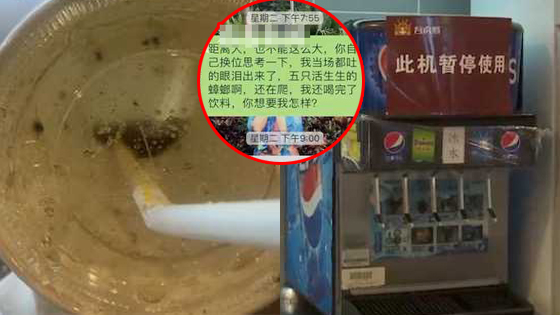 星期二 下午7:55
距离大，也不能这么大，你自
己换位思考一下，我当场都吐
的眼泪出来了，五只活生生的
蟑螂啊，还在爬，我还喝完了
饮料，你想要我怎样？
星期二 下午9:00
此机暂停使用
pepsi
冰水